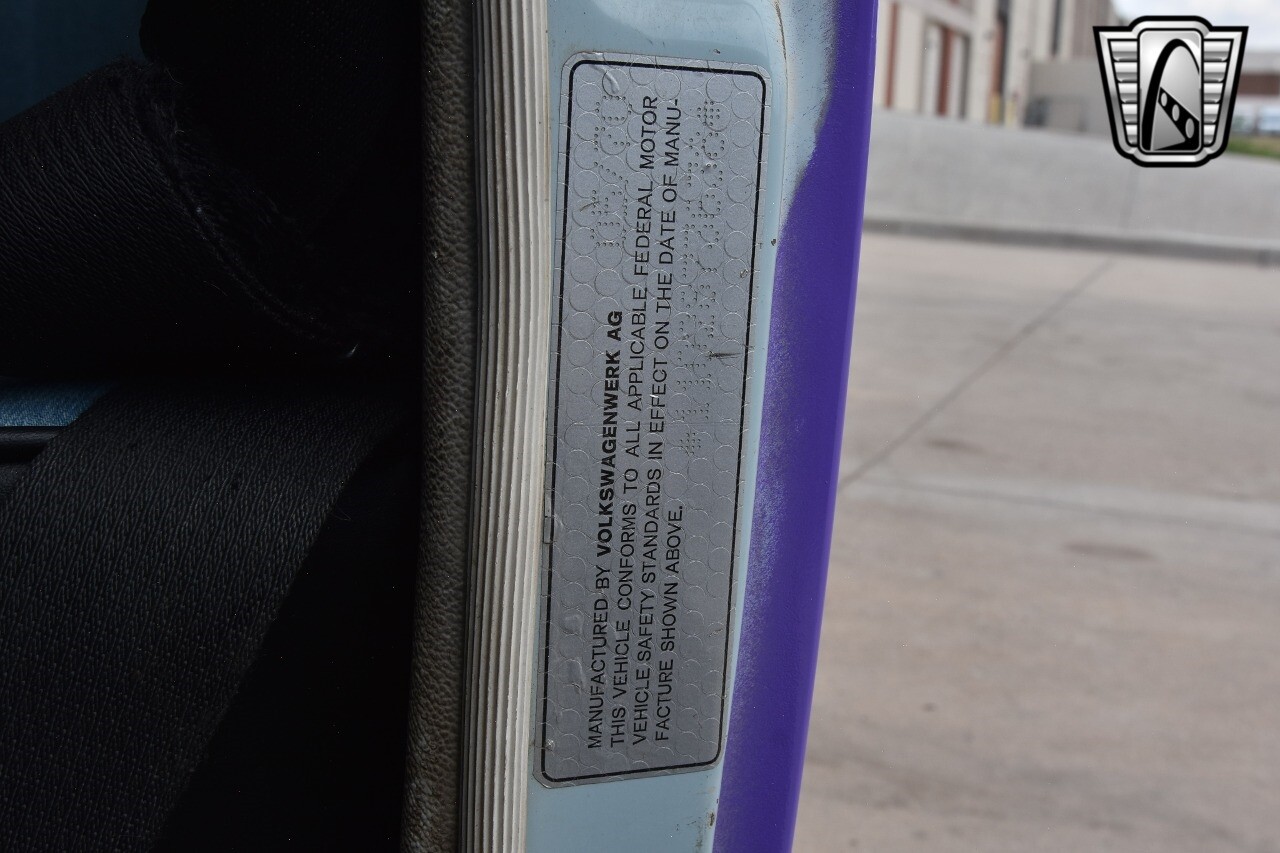 MANUFACTURED BY VOLKSWAGENWERK AG
THIS VEHICLE CONFORMS TO ALL APPLICABLE FEDERAL MOTOR
VEHICLE SAFETY STANDARDS IN EFFECT ON THE DATE OF MANU-
FACTURE SHOWN ABOVE.